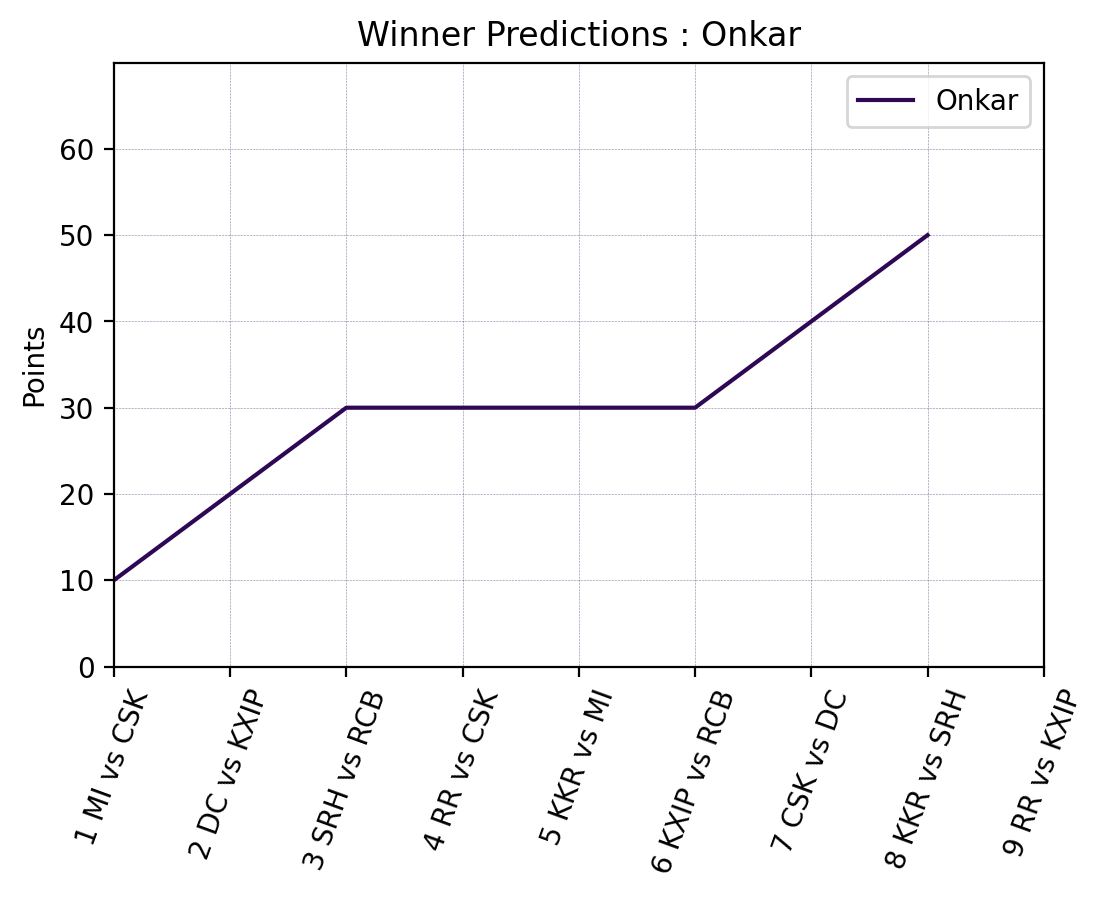 Winner Predictions : Onkar
Onkar
Points
60
50
40
30
20
10
0
1 MI vs CSK
2 DC vs KXIP
3 SRH vs RCB
4 RR vs CSK
5 KKR vs MI
6 KXIP vs RCB
7 CSK vs DC
8 KKR vs SRH
9 RR vs KXIP